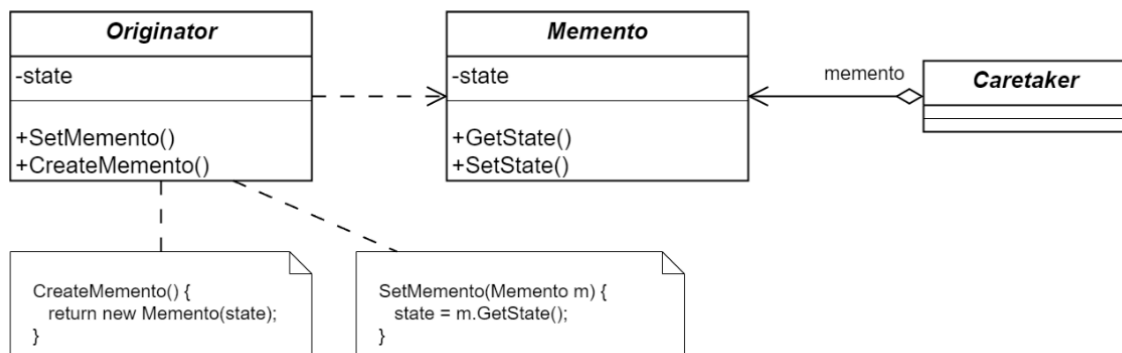 Originator
-state
+SetMemento()
+CreateMemento()
Memento
-state
+GetState()
+SetState()
memento
Caretaker
CreateMemento() {
return new Memento(state);
}
SetMemento(Memento m) {
state = m.GetState();
}